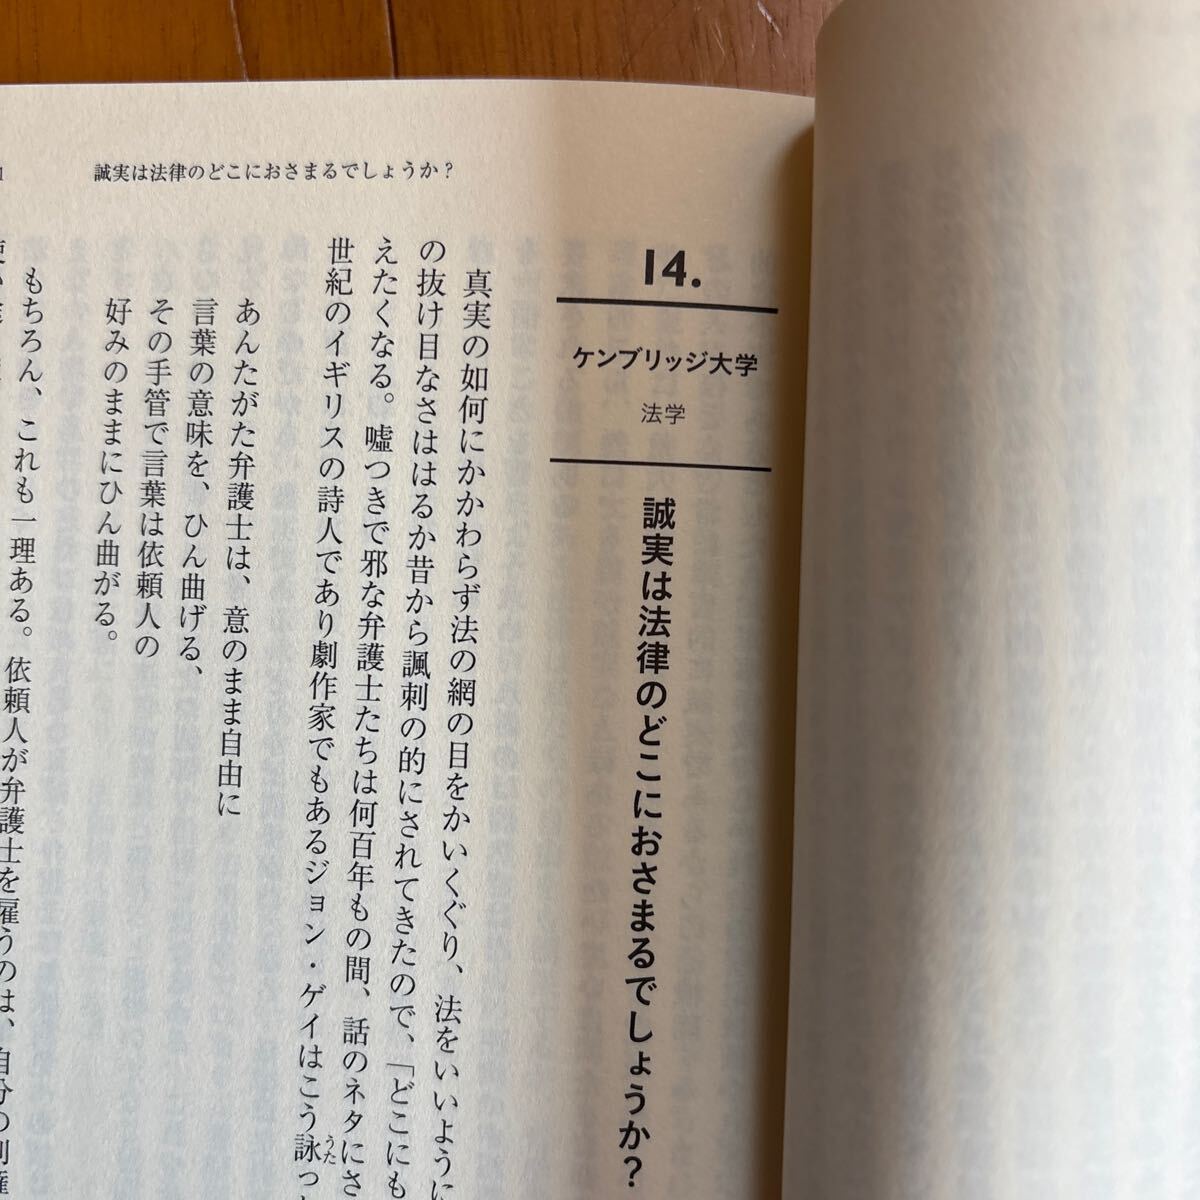 誠実は法律のどこにおさまるでしょうか?
14.
ケンブリッジ大学
法学
誠実は法律のどこにおさまるでしょうか?
真実の如何にかかわらず法の網の目をかいくぐり、法をいいように
の抜け目なさははるか昔から諷刺の的にされてきたので、「どこにも
えたくなる。嘘つきで邪な弁護士たちは何百年もの間、話のネタにさ
世紀のイギリスの詩人であり劇作家でもあるジョン・ゲイはこう詠っ
うた
あんたがた弁護士は、意のまま自由に
言葉の意味を、ひん曲げる、
その手管で言葉は依頼人の
好みのままにひん曲がる。
もちろん、これも一理ある。依頼人が弁護士を雇うのは、自分の利権